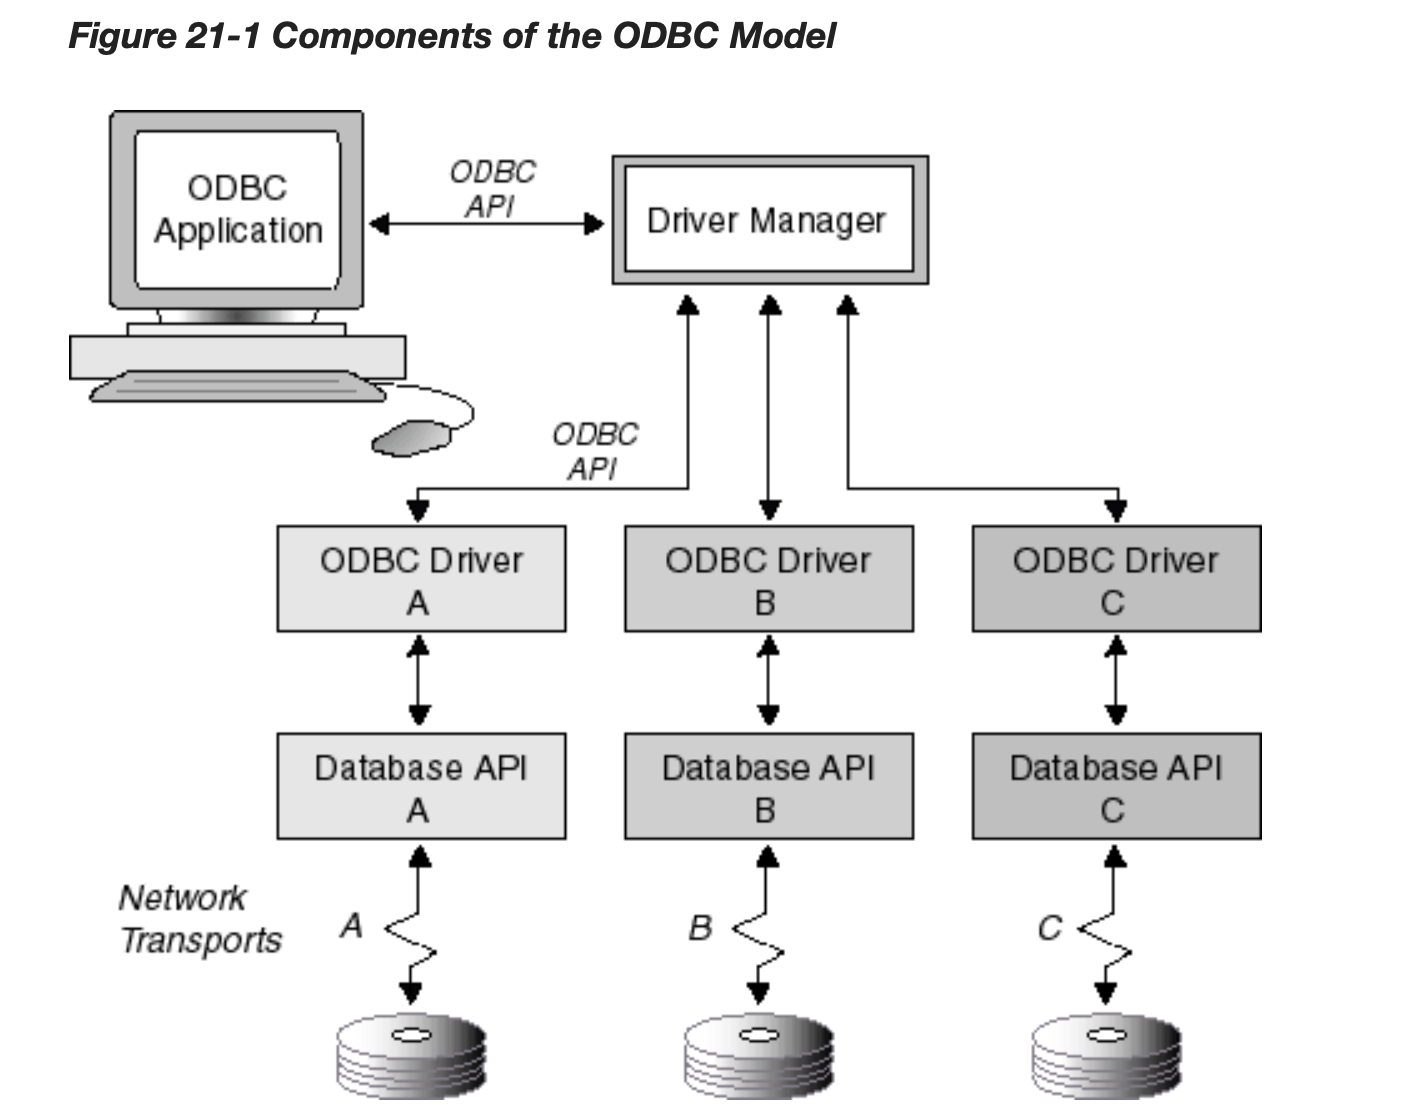 Figure 21-1 Components of the ODBC Model
ODBC
Application
ODBC
API
Driver Manager
ODBC
API
ODBC Driver
A
ODBC Driver
B
ODBC Driver
C
Database API
A
Database API
B
Database API
C
Network
Transports
A
B
C